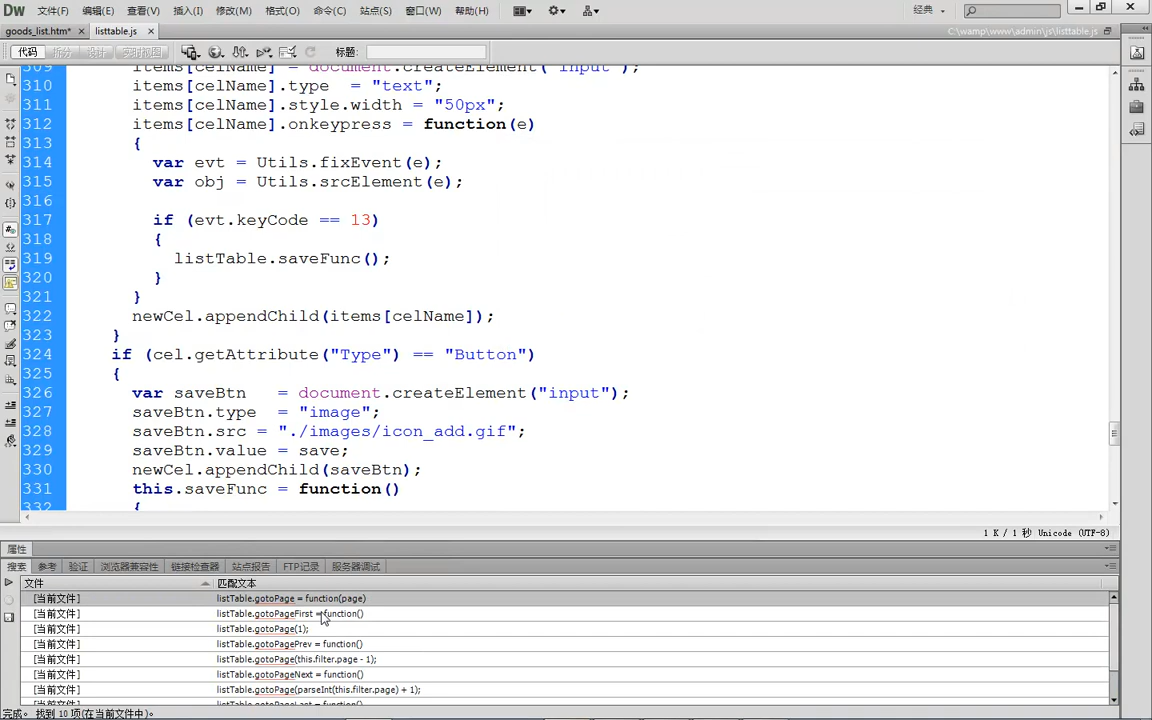 Dw 文件(F) 编辑(E) 查看(V) 插入(I) 修改(M) 格式(O) 命令(C) 站点(S) 窗口(W) 帮助(H) 经典
goods_list.htm* × listtable.js × C:\wamp\www\admin\js\listtable.js
代码 拆分 设计 实时视图 标题:
309 items[celName] = document.createElement("input");
310 items[celName].type = "text";
311 items[celName].style.width = "50px";
312 items[celName].onkeypress = function(e)
313 {
314 var evt = Utils.fixEvent(e);
315 var obj = Utils.srcElement(e);
316
317 if (evt.keyCode == 13)
318 {
319 listTable.saveFunc();
320 }
321 }
322 newCel.appendChild(items[celName]);
323 }
324 if (cel.getAttribute("Type") == "Button")
325 {
326 var saveBtn = document.createElement("input");
327 saveBtn.type = "image";
328 saveBtn.src = "./images/icon_add.gif";
329 saveBtn.value = save;
330 newCel.appendChild(saveBtn);
331 this.saveFunc = function()
332 {
1 K / 1 秒 Unicode (UTF-8)
属性
搜索 参考 验证 浏览器兼容性 链接检查器 站点报告 FTP记录 服务器调试
文件 匹配文本
[当前文件] listTable.gotoPage = function(page)
[当前文件] listTable.gotoPageFirst = function()
[当前文件] listTable.gotoPage(1);
[当前文件] listTable.gotoPagePrev = function()
[当前文件] listTable.gotoPage(this.filter.page - 1);
[当前文件] listTable.gotoPageNext = function()
[当前文件] listTable.gotoPage(parseInt(this.filter.page) + 1);
[当前文件] listTable.gotoPageLast = function()
完成。 找到 10 项(在当前文件中)。